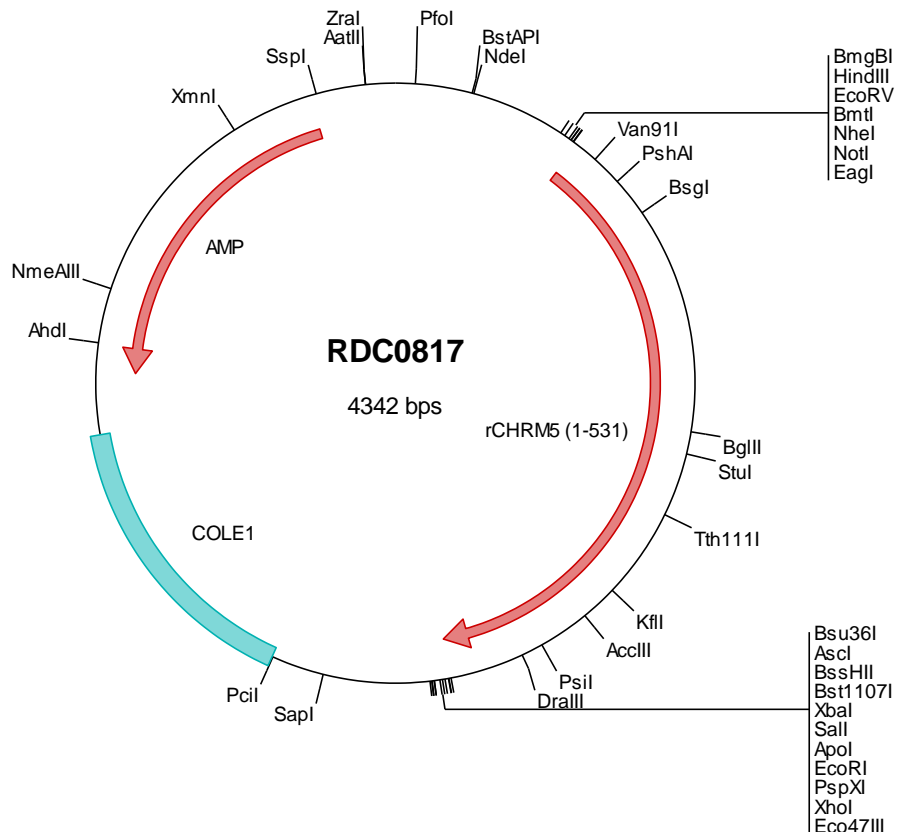 ZraI
AatII
PfoI
BstAPI
NdeI
SspI
XmnI
BmgBI
HindIII
EcoRV
BmtI
NheI
NotI
EagI
Van91I
PshAI
BsgI
AMP
NmeAIII
AhdI
RDC0817
4342 bps
rCHRM5 (1-531)
BglII
StuI
Tth111I
COLE1
KflI
AccIII
PsiI
DraIII
PciI
SapI
Bsu36I
AscI
BssHII
Bst1107I
XbaI
SalI
ApoI
EcoRI
PspXI
XhoI
Eco47III